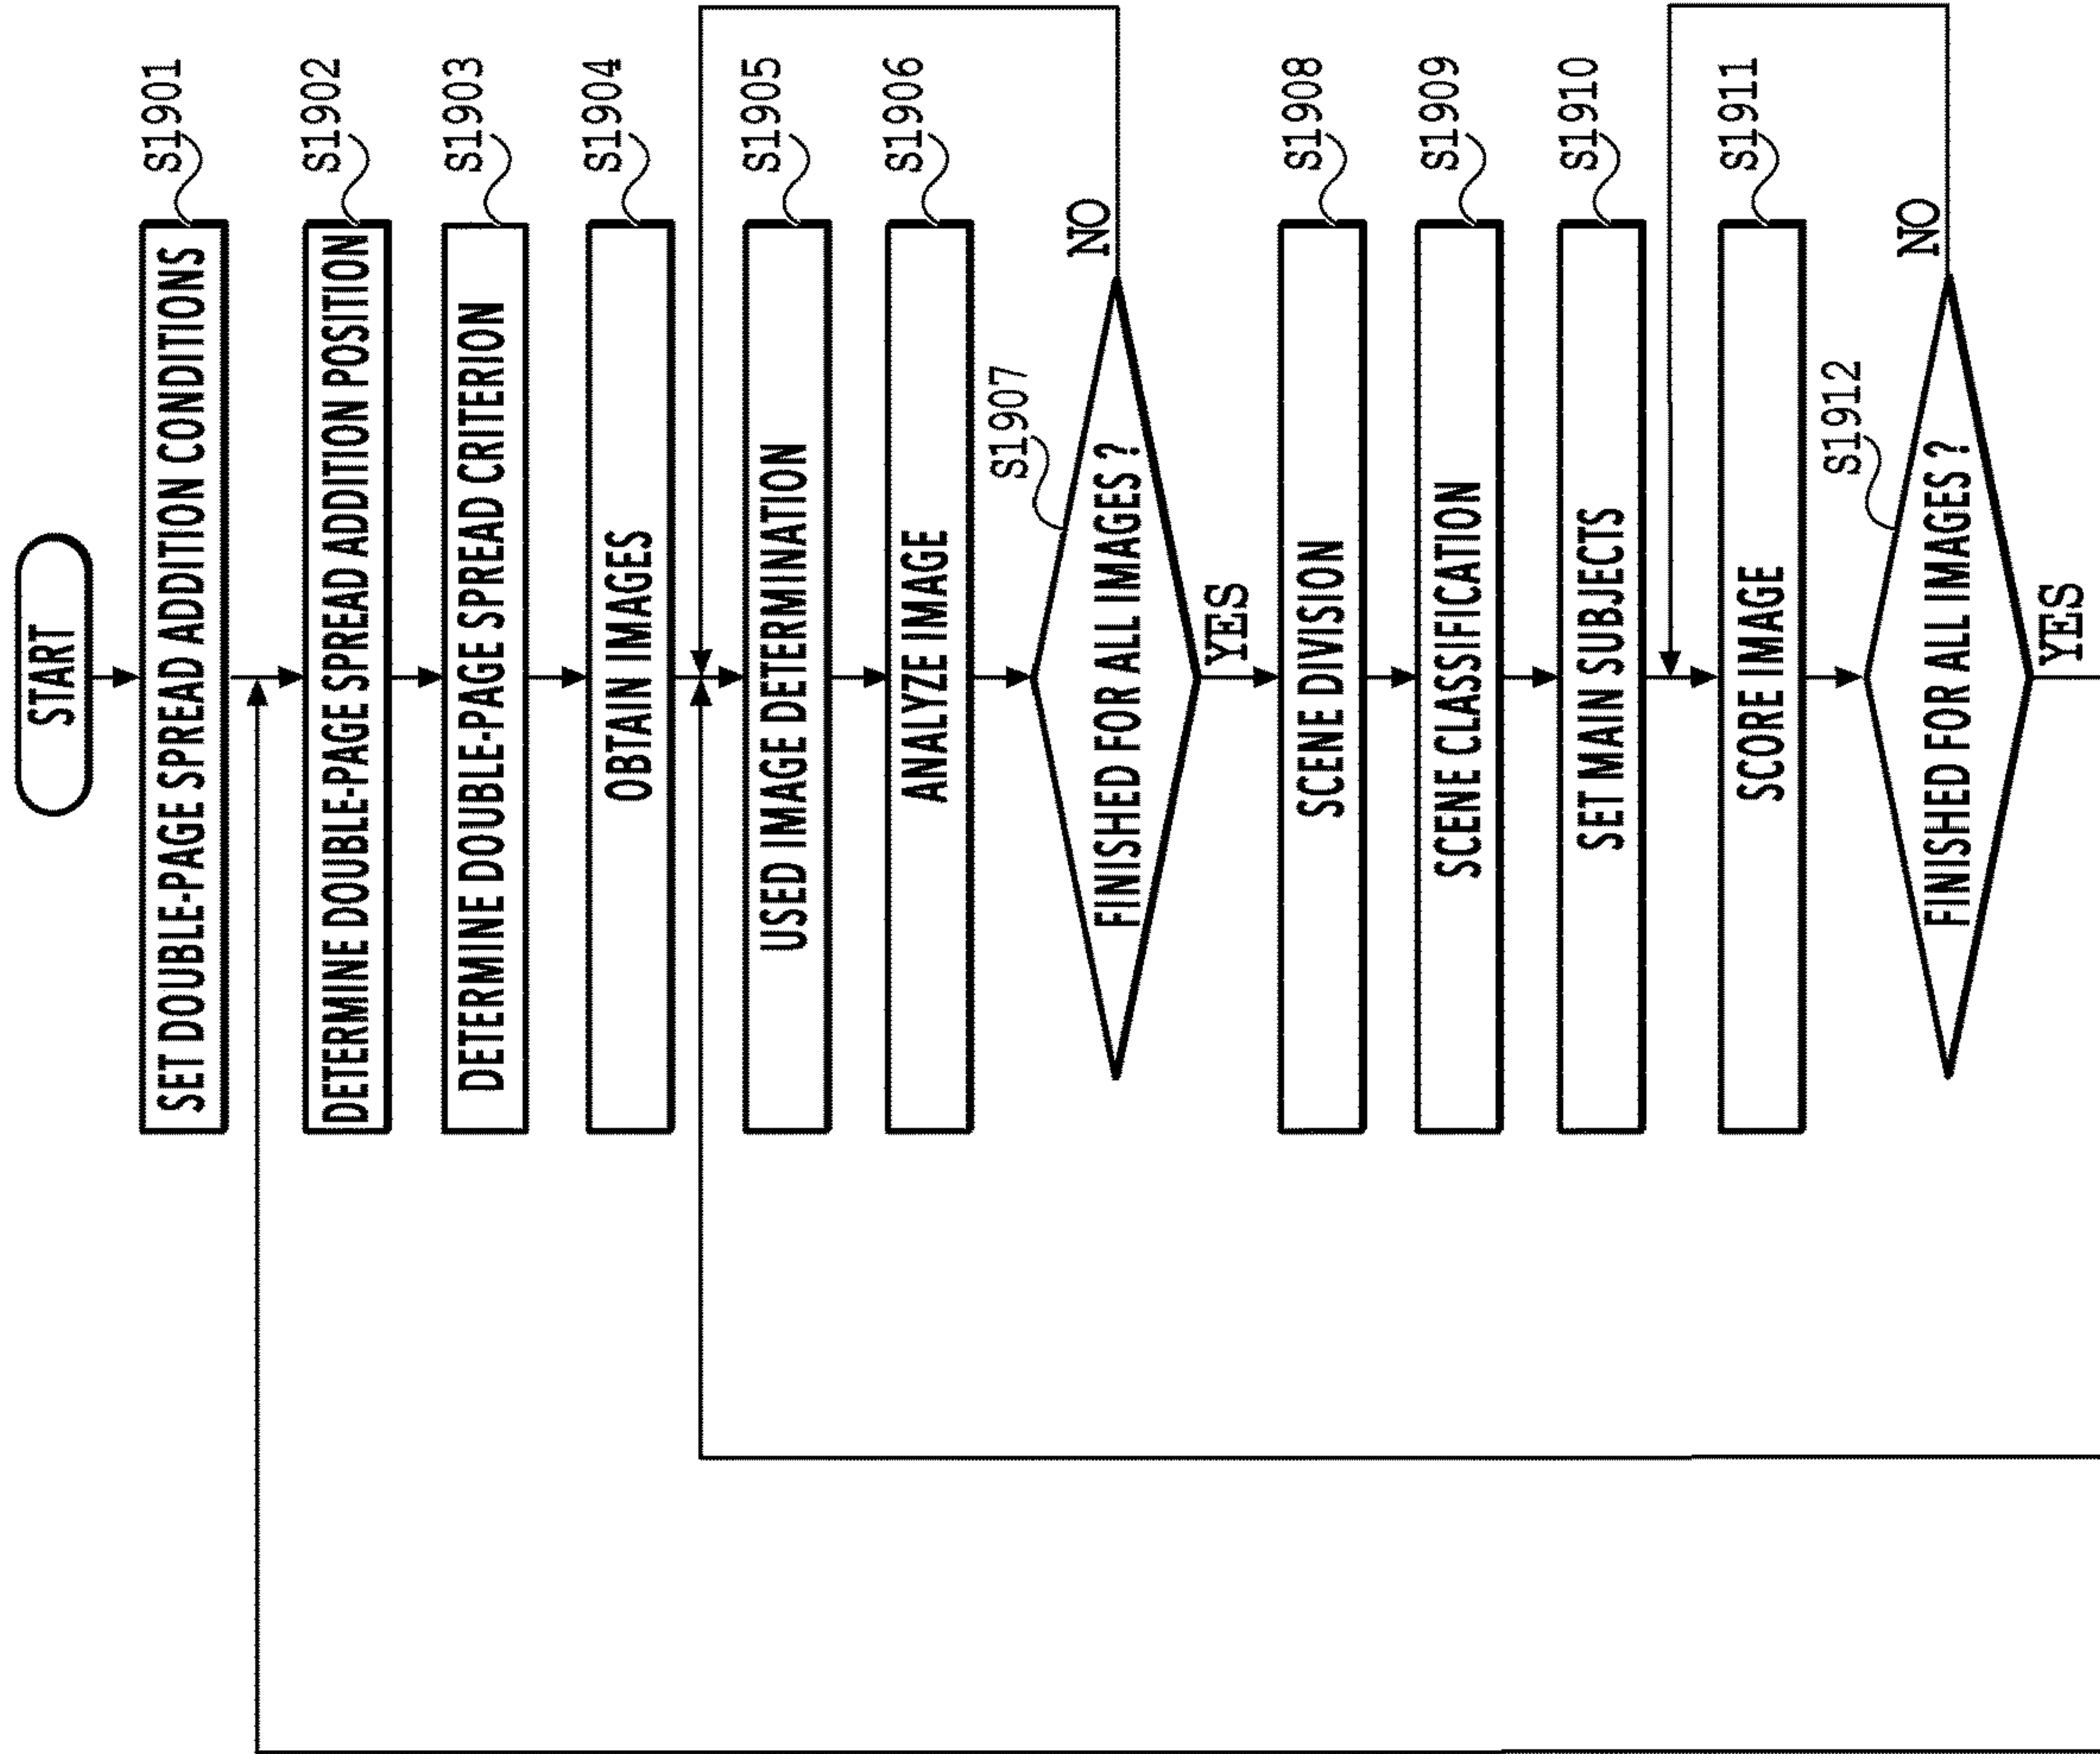 START
SET DOUBLE-PAGE SPREAD ADDITION CONDITIONS
S1901
DETERMINE DOUBLE-PAGE SPREAD ADDITION POSITION
S1902
DETERMINE DOUBLE-PAGE SPREAD CRITERION
S1903
OBTAIN IMAGES
S1904
USED IMAGE DETERMINATION
S1905
ANALYZE IMAGE
S1906
S1907
FINISHED FOR ALL IMAGES ?
NO
YES
SCENE DIVISION
S1908
SCENE CLASSIFICATION
S1909
SET MAIN SUBJECTS
S1910
SCORE IMAGE
S1911
S1912
FINISHED FOR ALL IMAGES ?
NO
YES